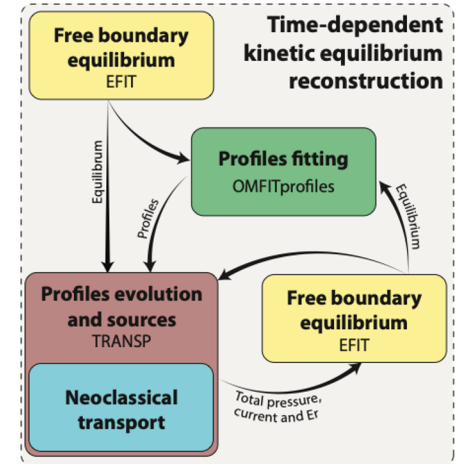 Time-dependent
kinetic equilibrium
reconstruction
Free boundary
equilibrium
EFIT
Equilibrum
Profiles fitting
OMFITprofiles
Profiles
Equilibrium
Profiles evolution
and sources
TRANSP
Free boundary
equilibrium
EFIT
Neoclassical
transport
Total pressure,
current and Er